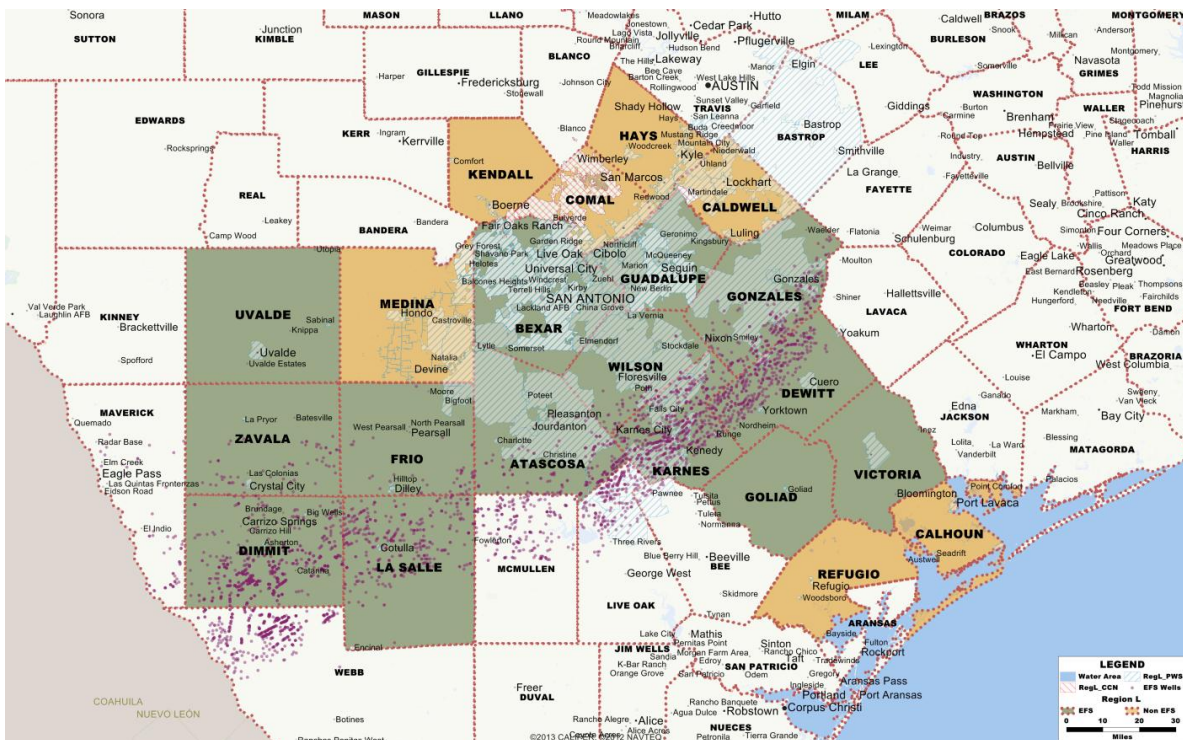 Sonora
SUTTON
Junction
KIMBLE
MASON
LLANO
Meadowlakes
Jonestown
Lago Vista
Round Mountain
Briarcliff
Jollyville
Cedar Park
Hutto
Pflugerville
MILAM
Caldwell
BRAZOS
Snook
BURLESON
Millican
Anderson
MONTGOMERY
Montgomery
Navasota
GRIMES
Lexington
LEE
Somerville
Todd Mission
Magnolia
Pinehurst
Harper
GILLESPIE
Fredericksburg
Stonewall
BLANCO
Johnson City
The Hills
Hudson Bend
Lakeway
Bee Cave
Barton Creek
West Lake Hills
Rollingwood
AUSTIN
Manor
Elgin
Sunset Valley
TRAVIS
Garfield
San Leanna
Shady Hollow
Hays
Buda
Creedmoor
Bastrop
BASTROP
Giddings
WASHINGTON
Burton
Carmine
Brenham
WALLER
Prairie View
Hempstead
Pine Island
Waller
Tomball
HARRIS
EDWARDS
Rocksprings
KERR
Ingram
Kerrville
Blanco
HAYS
Woodcreek
Mustang Ridge
Mountain City
Niederwald
Kyle
Uhland
Wimberley
Smithville
Round Top
AUSTIN
Industry
Bellville
La Grange
Fayetteville
FAYETTE
REAL
Leakey
Camp Wood
Comfort
KENDALL
Boerne
San Marcos
COMAL
Redwood
Martindale
Lockhart
CALDWELL
Luling
Pattison
Sealy
Brookshire
Katy
Cinco Ranch
Bandera
BANDERA
Utopia
Fair Oaks Ranch
Bulverde
Garden Ridge
Grey Forest
Shavano Park
Helotes
Live Oak
Northcliff
Cibolo
Geronimo
Kingsbury
McQueeney
Waelder
Flatonia
Weimar
Schulenburg
Columbus
COLORADO
Simonton
Four Corners
Wallis
Orchard
Meadows Place
Eagle Lake
Greatwood
East Bernard
Rosenberg
Universal City
Marion
Seguin
GUADALUPE
Balcones Heights
Windcrest
Zuehl
Terrell Hills
Kirby
New Berlin
SAN ANTONIO
Lackland AFB
China Grove
Gonzales
GONZALES
Moulton
Shiner
Hallettsville
LAVACA
Yoakum
Beasley
Pleak
Thompsons
Kendleton
Needville
Fairchilds
Hungerford
FORT BEND
Val Verde Park
Laughlin AFB
KINNEY
Brackettville
Spofford
UVALDE
Sabinal
Knippa
Uvalde
Uvalde Estates
MEDINA
Hondo
Castroville
Natalia
Devine
BEXAR
Lytle
Somerset
Elmendorf
La Vernia
Stockdale
Nixon
Smiley
WHARTON
Wharton
El Campo
Damon
BRAZORIA
West Columbia
WILSON
Floresville
Poth
Cuero
DEWITT
Yorktown
Louise
Ganado
Sweeny
Van Vleck
Bay City
MAVERICK
Quemado
Radar Base
Elm Creek
Eagle Pass
Las Quintas Fronterizas
Eidson Road
El Indio
La Pryor
Batesville
ZAVALA
Las Colonias
Crystal City
Moore
Bigfoot
West Pearsall
North Pearsall
Pearsall
FRIO
Hilltop
Dilley
Poteet
Pleasanton
Jourdanton
Charlotte
Christine
ATASCOSA
Falls City
Karnes City
Runge
Nordheim
Kenedy
KARNES
Edna
JACKSON
Markham
Inez
Lolita
La Ward
Vanderbilt
Blessing
MATAGORDA
Palacios
VICTORIA
Bloomington
Point Comfort
Port Lavaca
GOLIAD
Goliad
Pawnee
Tulsita
Pettus
Tuleta
Normanna
Brundage
Big Wells
Carrizo Springs
Carrizo Hill
Asherton
DIMMIT
Catarina
Cotulla
LA SALLE
Fowlerton
MCMULLEN
Three Rivers
Blue Berry Hill
Beeville
BEE
George West
CALHOUN
Seadrift
Austwell
REFUGIO
Refugio
Woodsboro
Skidmore
LIVE OAK
Tynan
ARANSAS
Bayside
Fulton
Rockport
Encinal
WEBB
Lake City
Mathis
Pernitas Point
Sandia
Morgan Farm Area
Edroy
San Patricio
Sinton
Rancho Chico
Taft
Tradewinds
JIM WELLS
K-Bar Ranch
Orange Grove
SAN PATRICIO
Odem
Gregory
Ingleside
Aransas Pass
Portland
Port Aransas
Freer
DUVAL
Rancho Banquete
Agua Dulce
Robstown
Corpus Christi
NUECES
Rancho Alegre
Alice
Alice Acres
Petronila
Tierra Grande
COAHUILA
NUEVO LEÓN
Botines
©2013 CALIPER; ©2012 NAVTEQ
LEGEND
Water Area
RegL_PWS
RegL_CCN
EFS Wells
Region L
EFS
Non EFS
0 10 20 30
Miles